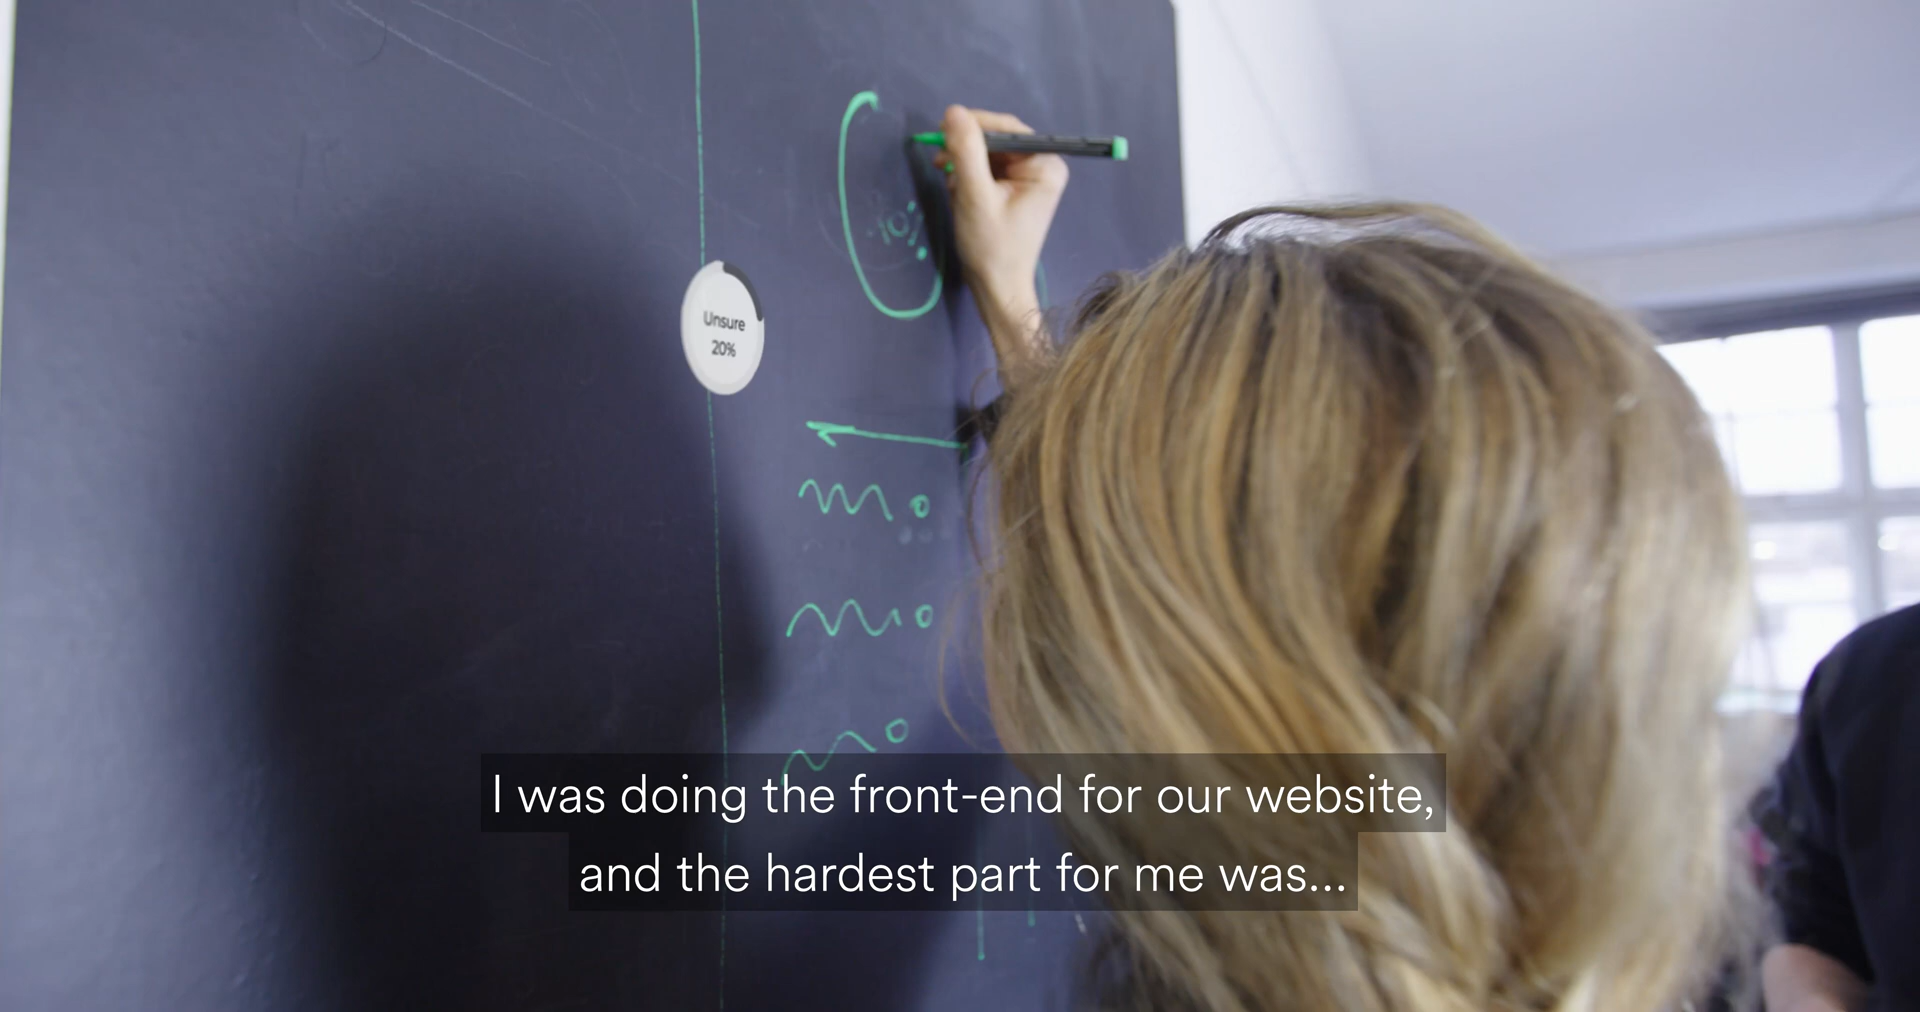 Unsure
20%
I was doing the front-end for our website,
and the hardest part for me was...